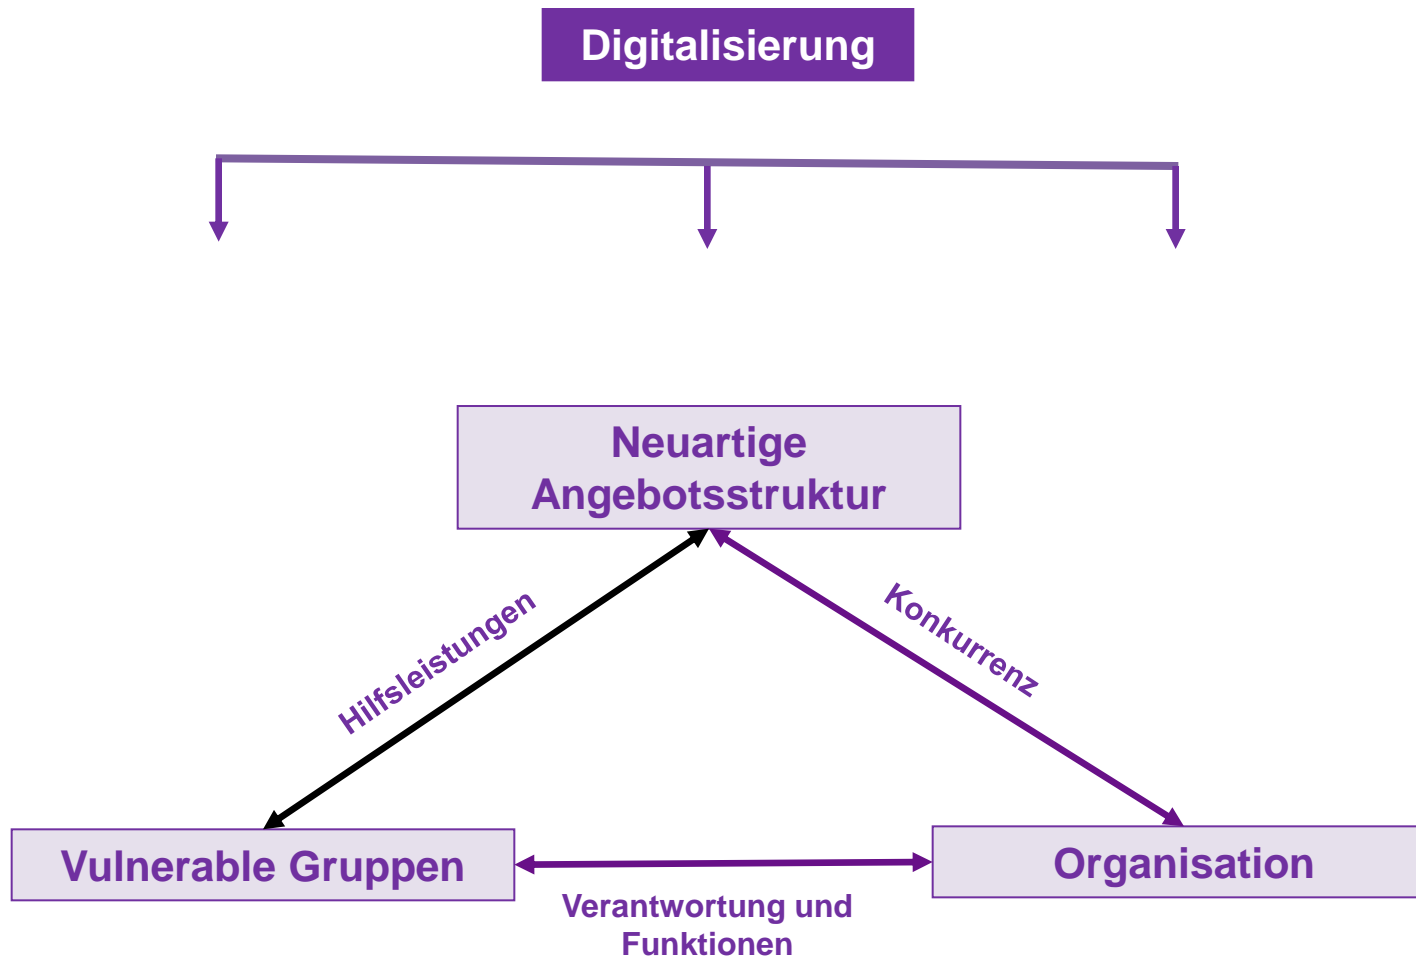 Digitalisierung
Neuartige
Angebotsstruktur
Hilfsleistungen
Konkurrenz
Vulnerable Gruppen
Organisation
Verantwortung und
Funktionen